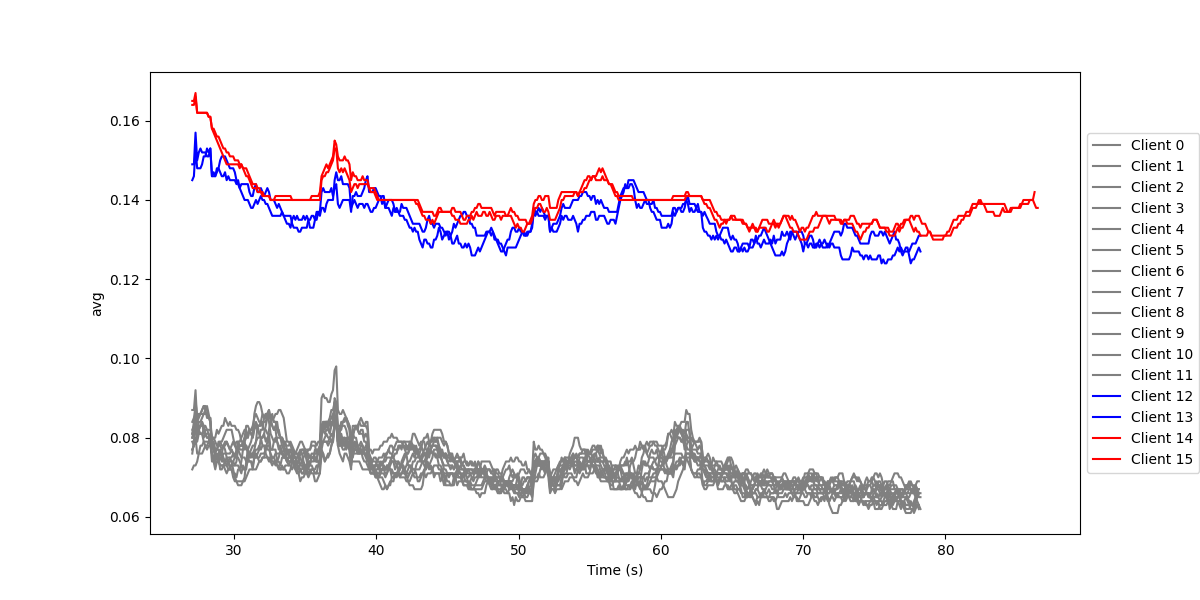 0.16
0.14
0.12
0.10
0.08
0.06
avg
30 40 50 60 70 80
Time (s)
Client 0
Client 1
Client 2
Client 3
Client 4
Client 5
Client 6
Client 7
Client 8
Client 9
Client 10
Client 11
Client 12
Client 13
Client 14
Client 15